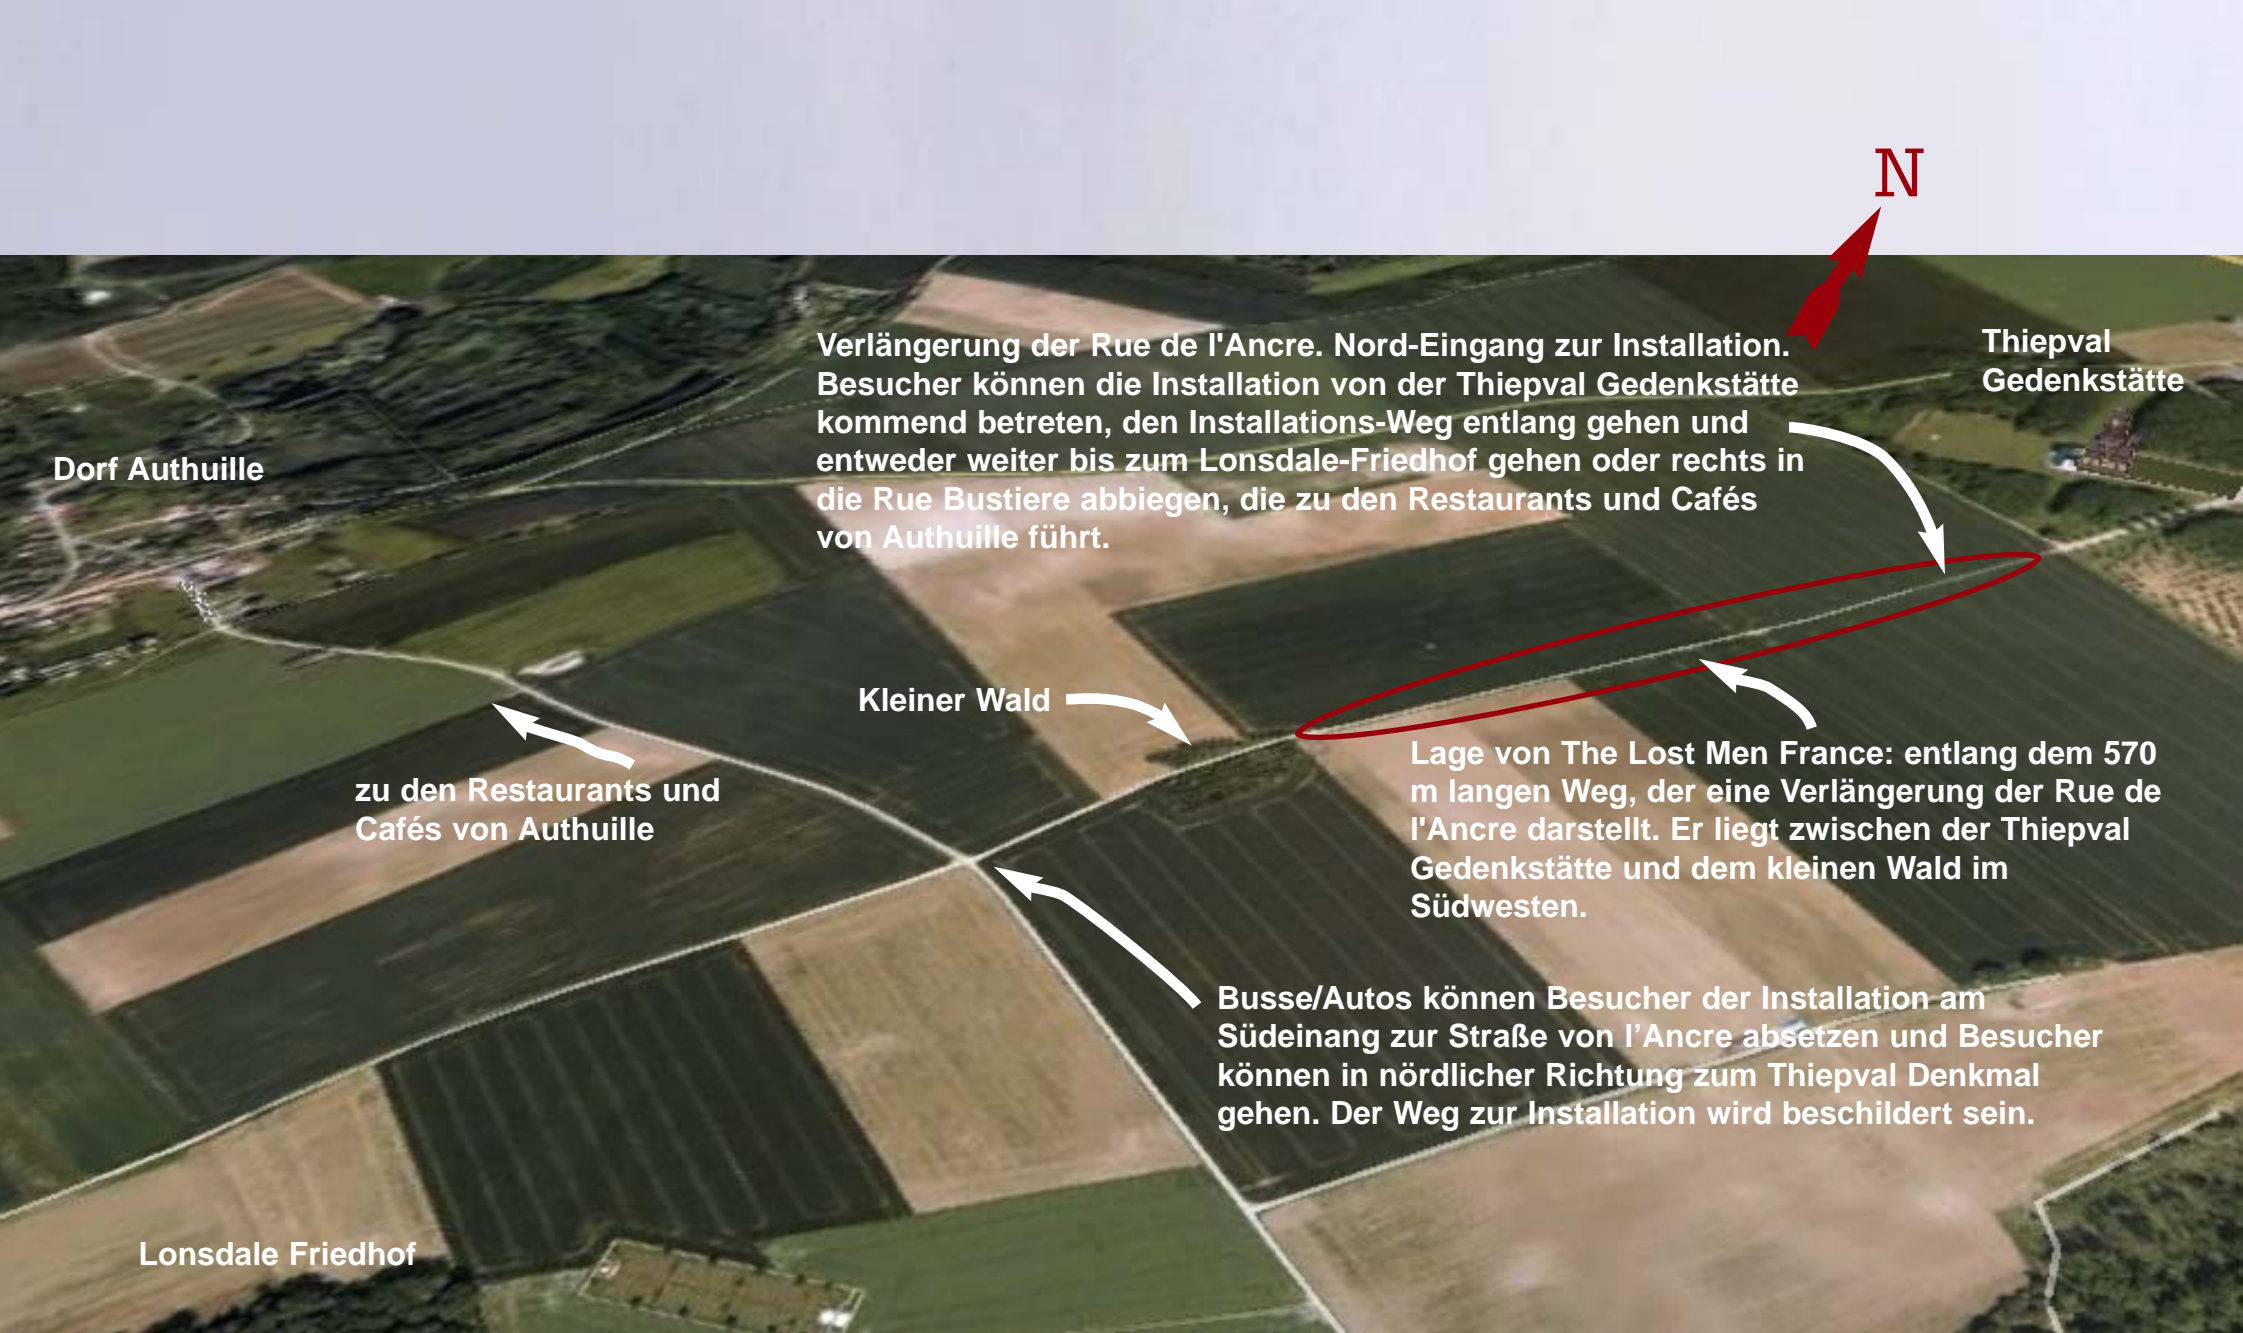 N
Verlängerung der Rue de l'Ancre. Nord-Eingang zur Installation.
Besucher können die Installation von der Thiepval Gedenkstätte
kommend betreten, den Installations-Weg entlang gehen und
entweder weiter bis zum Lonsdale-Friedhof gehen oder rechts in
die Rue Bustiere abbiegen, die zu den Restaurants und Cafés
von Authuille führt.
Thiepval
Gedenkstätte
Dorf Authuille
Kleiner Wald
zu den Restaurants und
Cafés von Authuille
Lage von The Lost Men France: entlang dem 570
m langen Weg, der eine Verlängerung der Rue de
l'Ancre darstellt. Er liegt zwischen der Thiepval
Gedenkstätte und dem kleinen Wald im
Südwesten.
Busse/Autos können Besucher der Installation am
Südeinang zur Straße von l’Ancre absetzen und Besucher
können in nördlicher Richtung zum Thiepval Denkmal
gehen. Der Weg zur Installation wird beschildert sein.
Lonsdale Friedhof